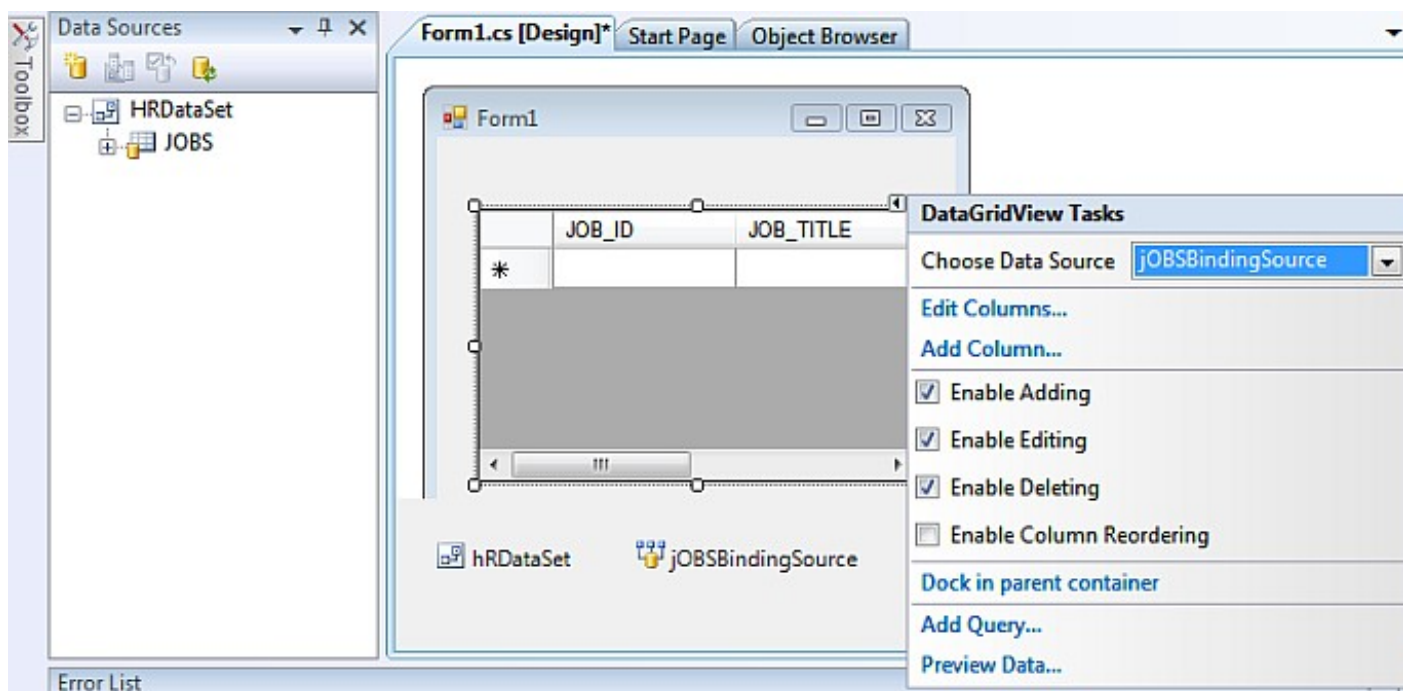 Toolbox
Data Sources
HRDataSet
JOBS
Form1.cs [Design]* Start Page Object Browser
Form1
JOB_ID JOB_TITLE
DataGridView Tasks
Choose Data Source jOBSBindingSource
Edit Columns...
Add Column...
Enable Adding
Enable Editing
Enable Deleting
Enable Column Reordering
Dock in parent container
Add Query...
Preview Data...
hRDataSet jOBSBindingSource
Error List